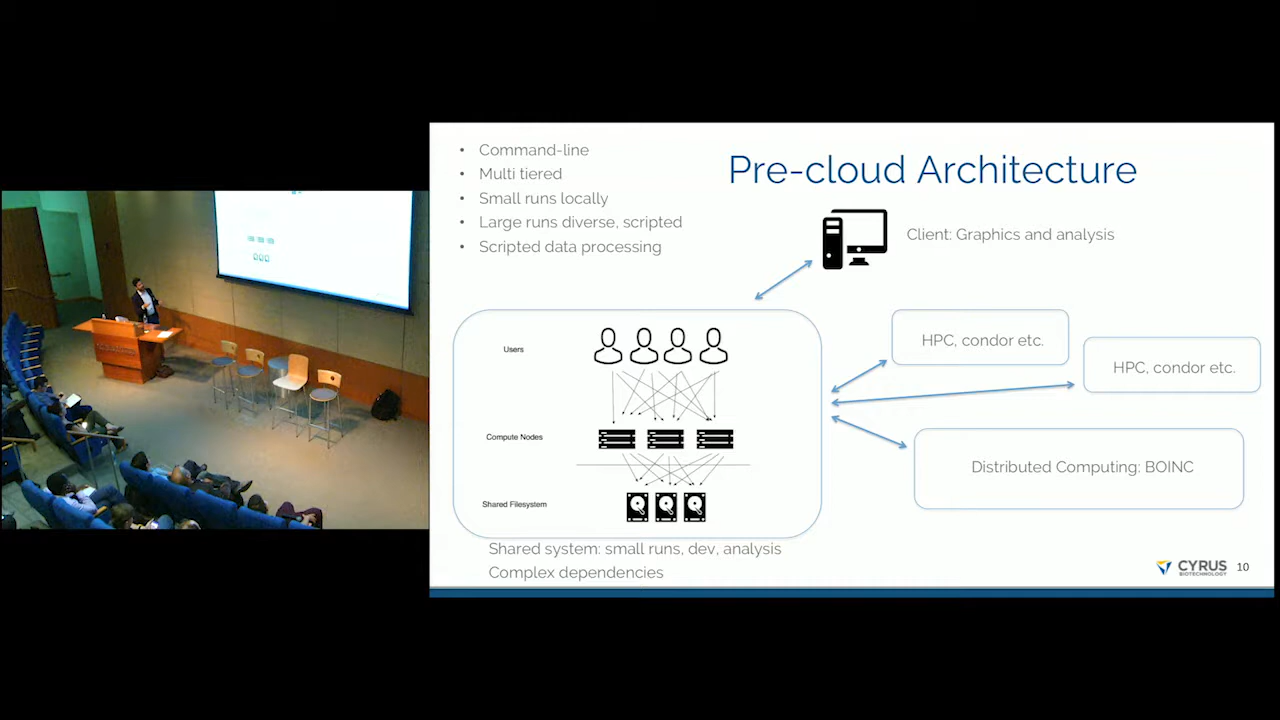 • Command-line
• Multi tiered
• Small runs locally
• Large runs diverse, scripted
• Scripted data processing
Pre-cloud Architecture
Client: Graphics and analysis
Users
Compute Nodes
Shared Filesystem
HPC, condor etc.
HPC, condor etc.
Distributed Computing: BOINC
Shared system: small runs, dev, analysis
Complex dependencies
CYRUS
BIOTECHNOLOGY
10